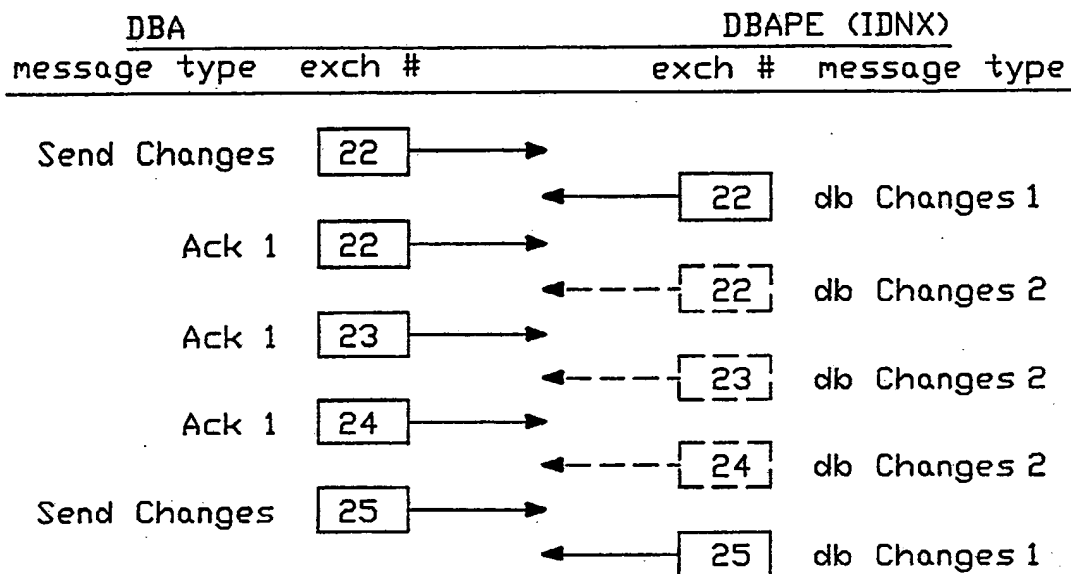 DBA DBAPE (IDNX)
message type exch # exch # message type
Send Changes 22
22 db Changes 1
Ack 1 22
22 db Changes 2
Ack 1 23
23 db Changes 2
Ack 1 24
24 db Changes 2
Send Changes 25
25 db Changes 1